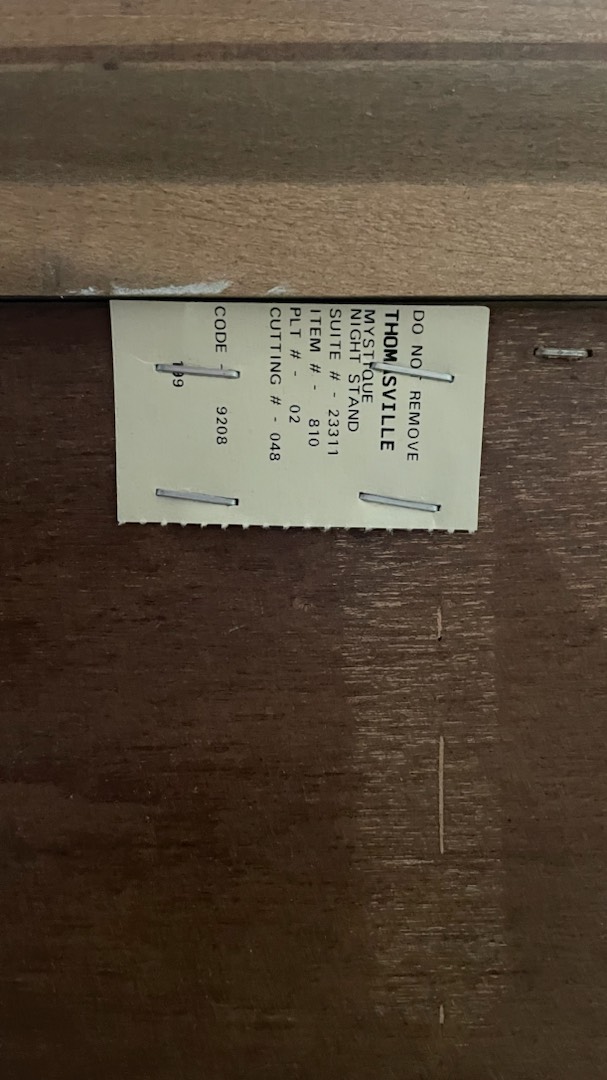 DO NOT REMOVE
THOMASVILLE
MYSTIQUE
NIGHT STAND
SUITE # - 23311
ITEM # - 810
PLT # - 02
CUTTING # - 048
CODE - 9208